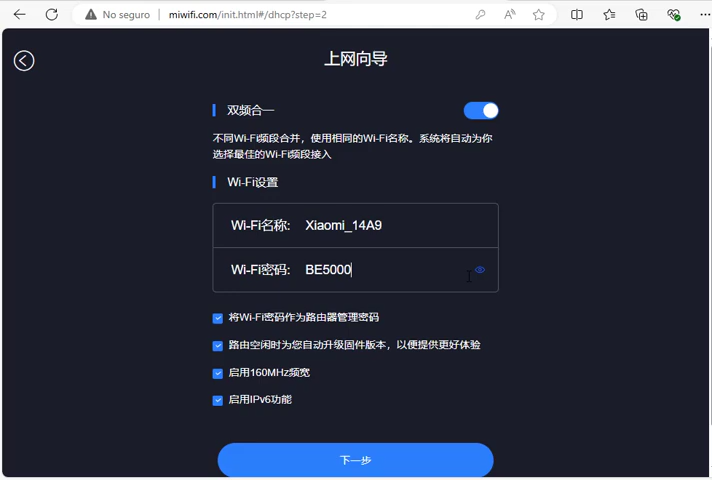 No seguro
miwifi.com/init.html#/dhcp?step=2
上网向导
双频合一
不同Wi-Fi频段合并，使用相同的Wi-Fi名称。系统将自动为你
选择最佳的Wi-Fi频段接入
Wi-Fi设置
Wi-Fi名称: Xiaomi_14A9
Wi-Fi密码: BE5000
将Wi-Fi密码作为路由器管理密码
路由空闲时为您自动升级固件版本，以便提供更好体验
启用160MHz频宽
启用IPv6功能
下一步